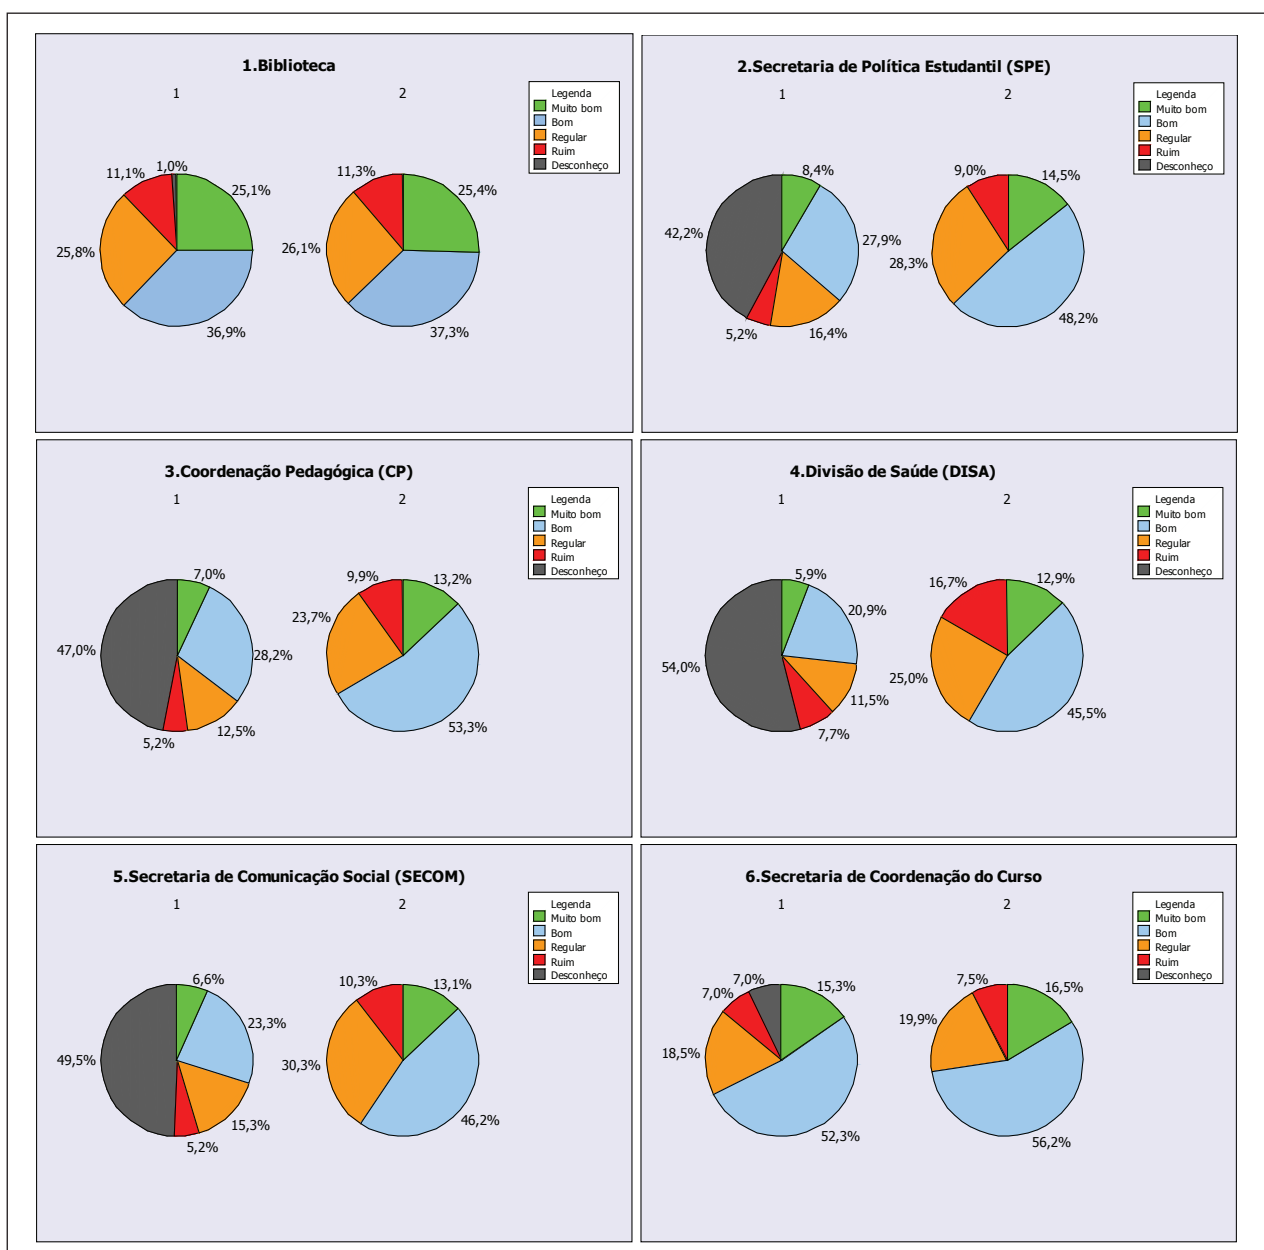 1.Biblioteca
1
2
Legenda
Muito bom
Bom
Regular
Ruim
Desconheço
11,1%
1,0%
25,1%
25,8%
36,9%
11,3%
25,4%
26,1%
37,3%
2.Secretaria de Política Estudantil (SPE)
1
2
Legenda
Muito bom
Bom
Regular
Ruim
Desconheço
8,4%
42,2%
27,9%
5,2%
16,4%
9,0%
14,5%
28,3%
48,2%
3.Coordenação Pedagógica (CP)
1
2
Legenda
Muito bom
Bom
Regular
Ruim
Desconheço
7,0%
47,0%
28,2%
5,2%
12,5%
9,9%
13,2%
23,7%
53,3%
4.Divisão de Saúde (DISA)
1
2
Legenda
Muito bom
Bom
Regular
Ruim
Desconheço
5,9%
20,9%
54,0%
11,5%
7,7%
16,7%
12,9%
25,0%
45,5%
5.Secretaria de Comunicação Social (SECOM)
1
2
Legenda
Muito bom
Bom
Regular
Ruim
Desconheço
6,6%
23,3%
49,5%
15,3%
5,2%
10,3%
13,1%
30,3%
46,2%
6.Secretaria de Coordenação do Curso
1
2
Legenda
Muito bom
Bom
Regular
Ruim
Desconheço
7,0%
7,0%
15,3%
18,5%
52,3%
7,5%
16,5%
19,9%
56,2%